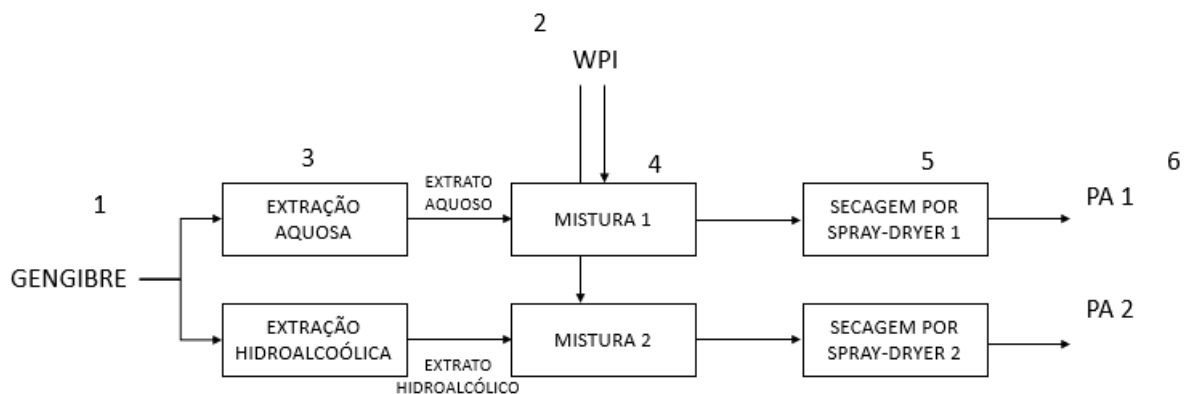 2
WPI
3
4
5
6
1
EXTRAÇÃO
AQUOSA
EXTRATO
AQUOSO
MISTURA 1
SECAGEM POR
SPRAY-DRYER 1
PA 1
GENGIBRE
EXTRAÇÃO
HIDROALCOÓLICA
EXTRATO
HIDROALCÓLICO
MISTURA 2
SECAGEM POR
SPRAY-DRYER 2
PA 2